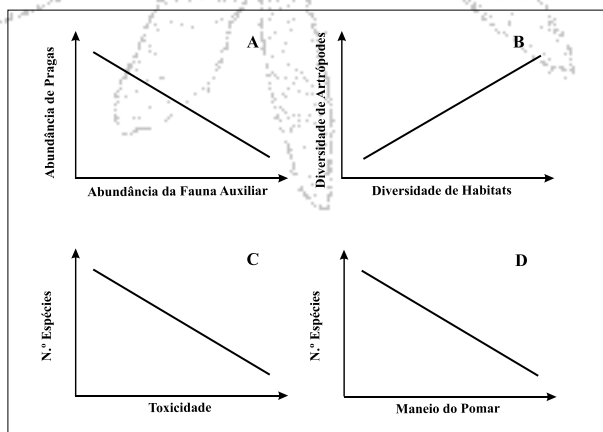 A
Abundância de Pragas
Abundância da Fauna Auxiliar
B
Diversidade de Artrópodes
Diversidade de Habitats
C
N.º Espécies
Toxicidade
D
N.º Espécies
Maneio do Pomar